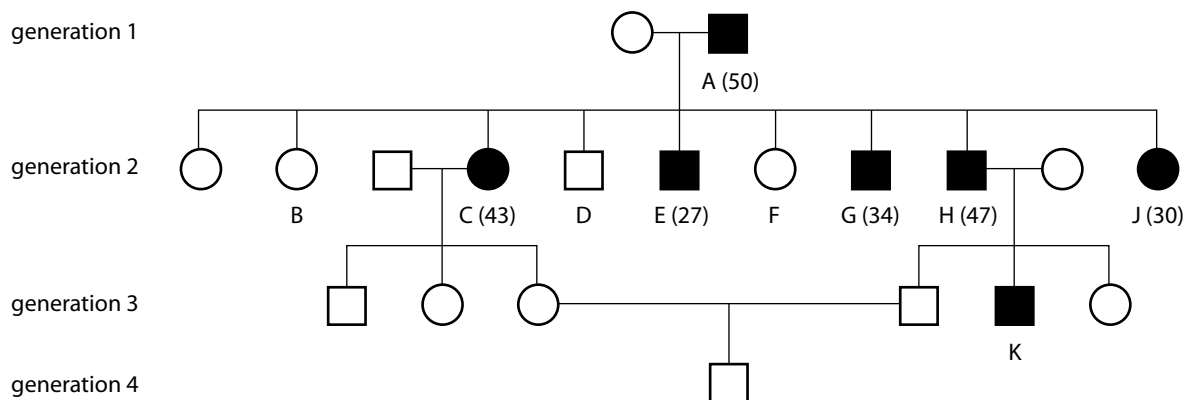 generation 1
A (50)
generation 2
B C (43) D E (27) F G (34) H (47) J (30)
generation 3
K
generation 4